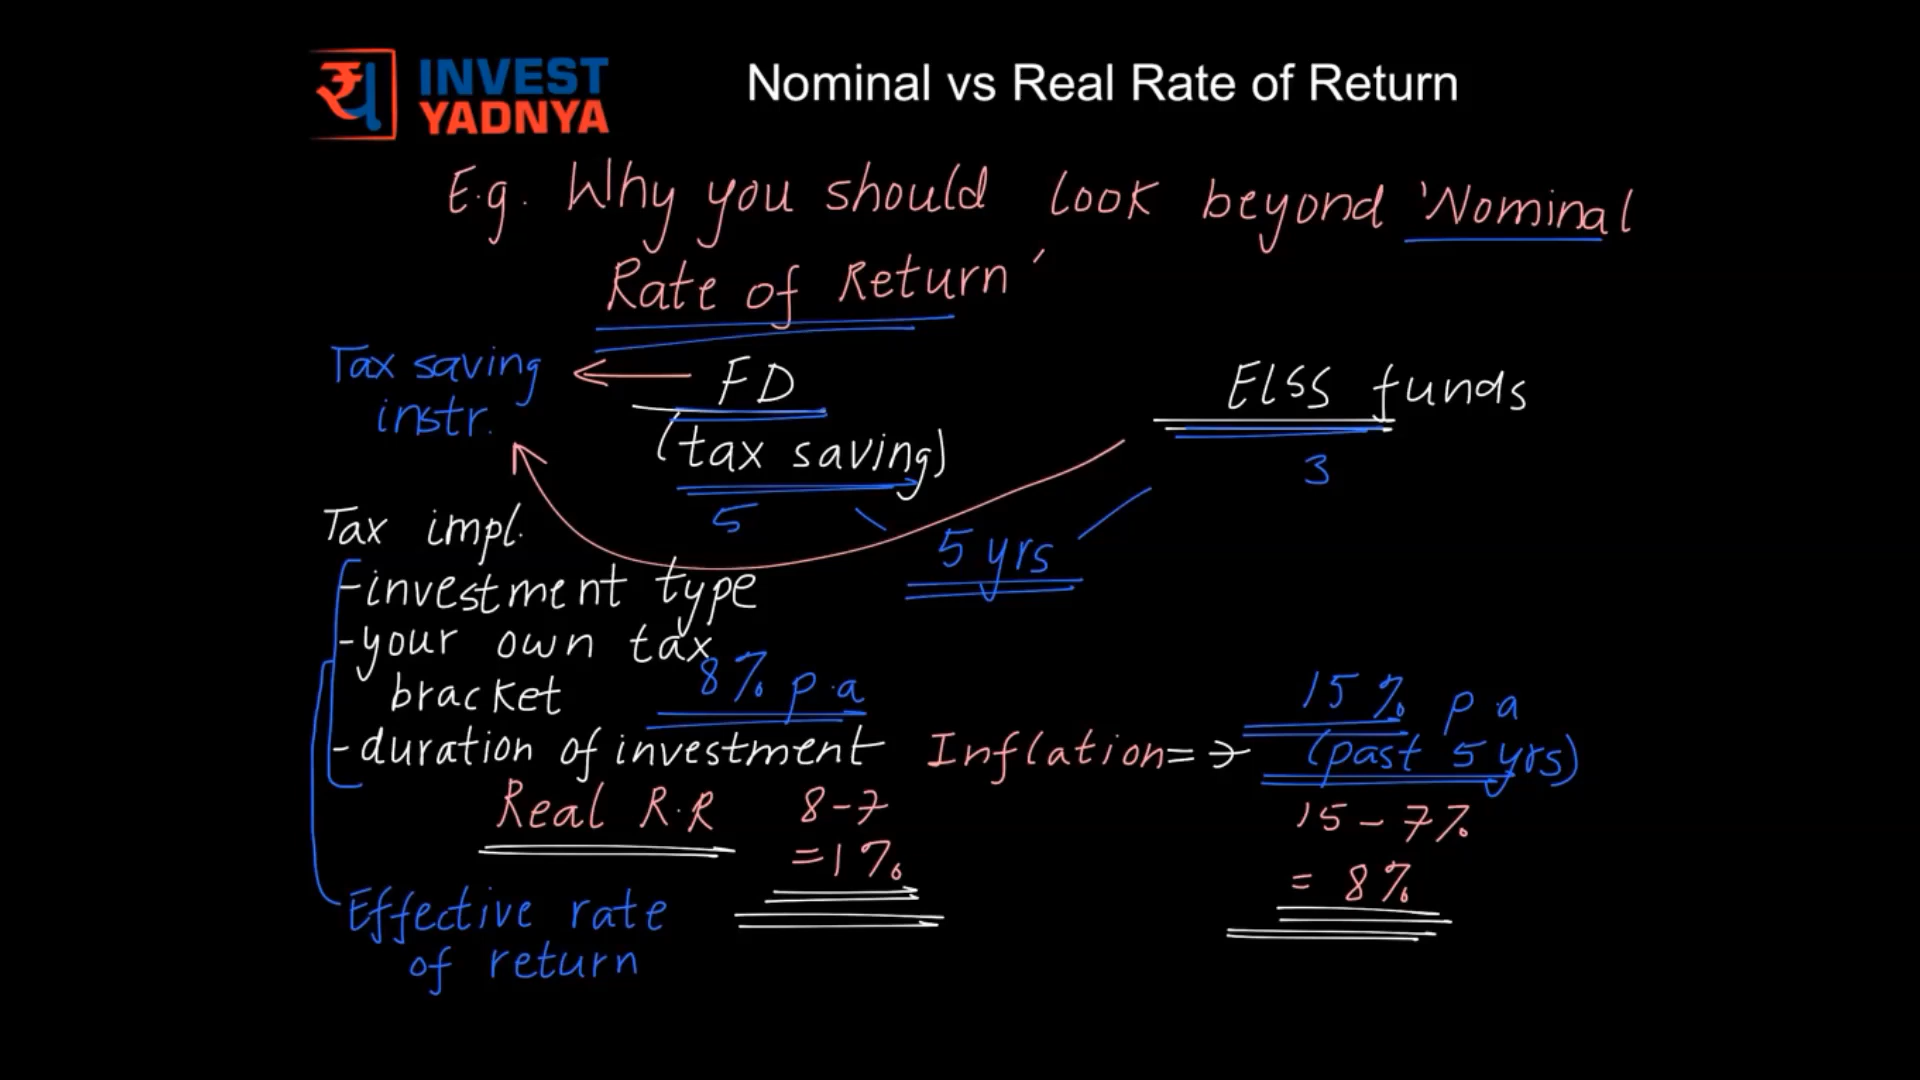 INVEST
YADNYA
Nominal vs Real Rate of Return
E.g. Why you should look beyond 'Nominal
Rate of Return'
Tax saving
instr.
FD
(tax saving)
5
ELSS funds
3
5 yrs
Tax impl.
-investment type
-your own tax
bracket
-duration of investment
8% p.a
15% p a
(past 5 yrs)
Inflation=
Real R.R
8-7
=1%
15-7%
= 8%
Effective rate
of return